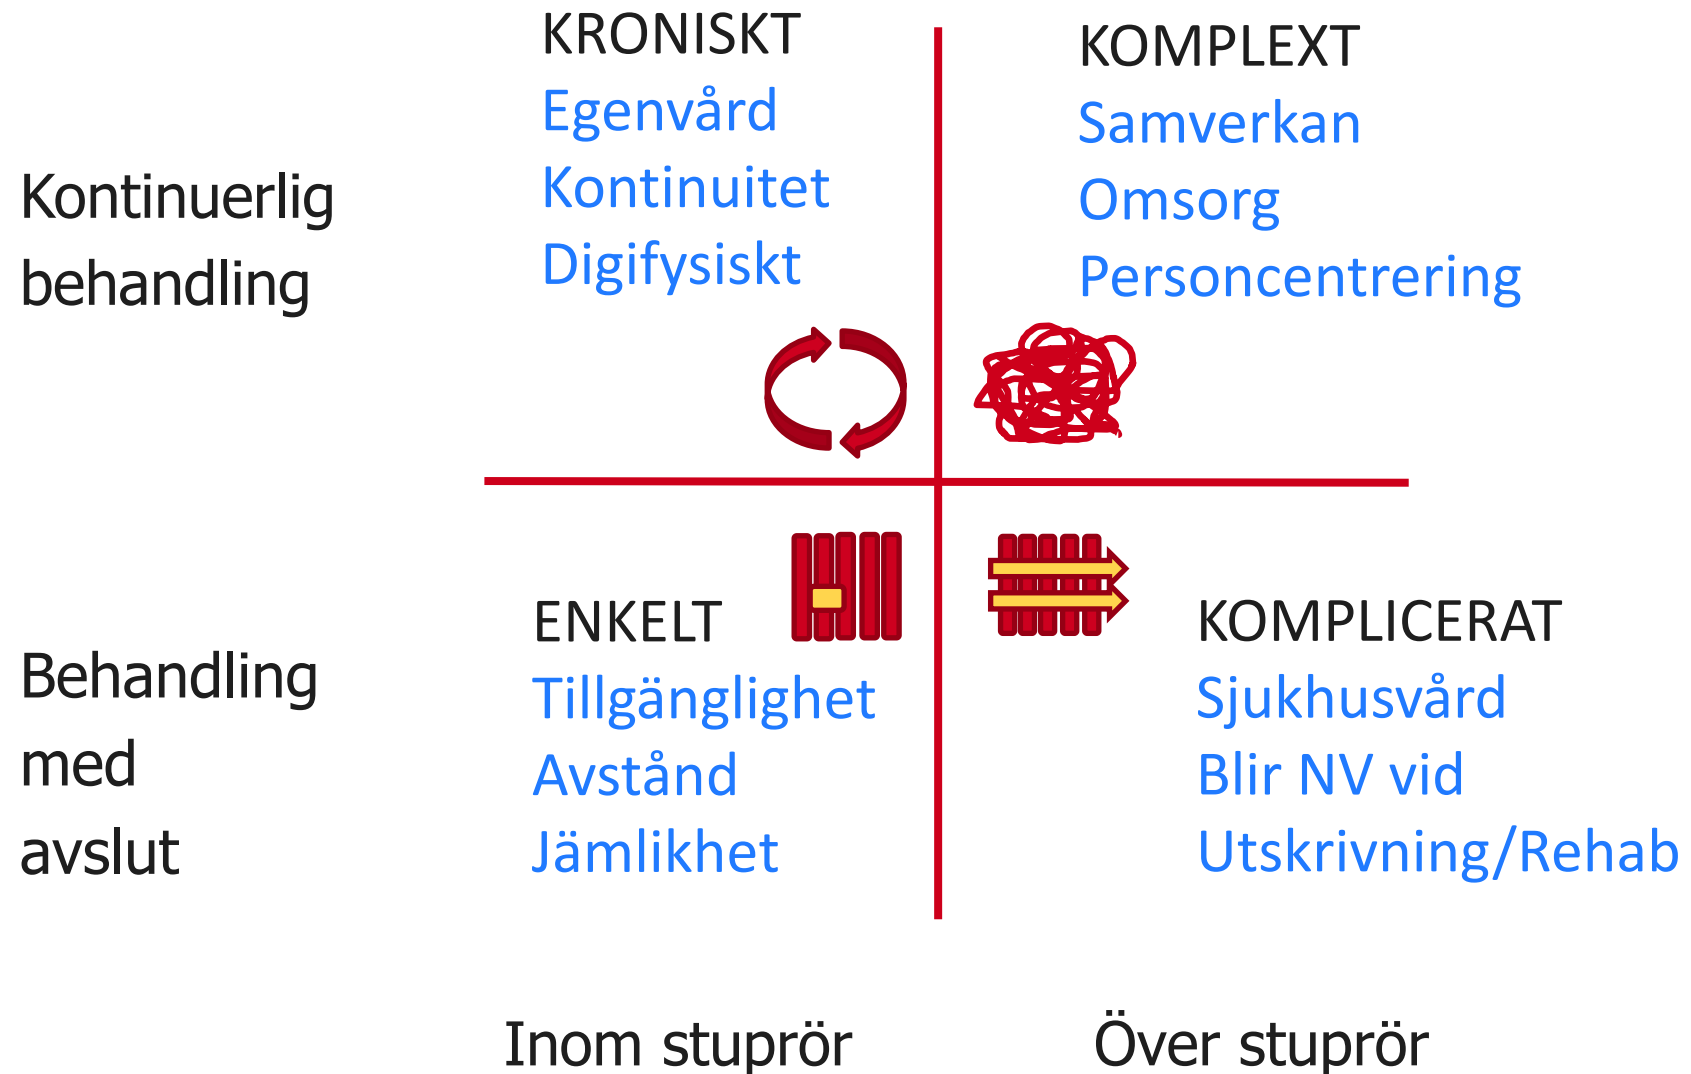 KRONISKT
Egenvård
Kontinuitet
Digifysiskt
KOMPLEXT
Samverkan
Omsorg
Personcentrering
Kontinuerlig
behandling
ENKELT
Tillgänglighet
Avstånd
Jämlikhet
KOMPLICERAT
Sjukhusvård
Blir NV vid
Utskrivning/Rehab
Behandling
med
avslut
Inom stuprör
Över stuprör